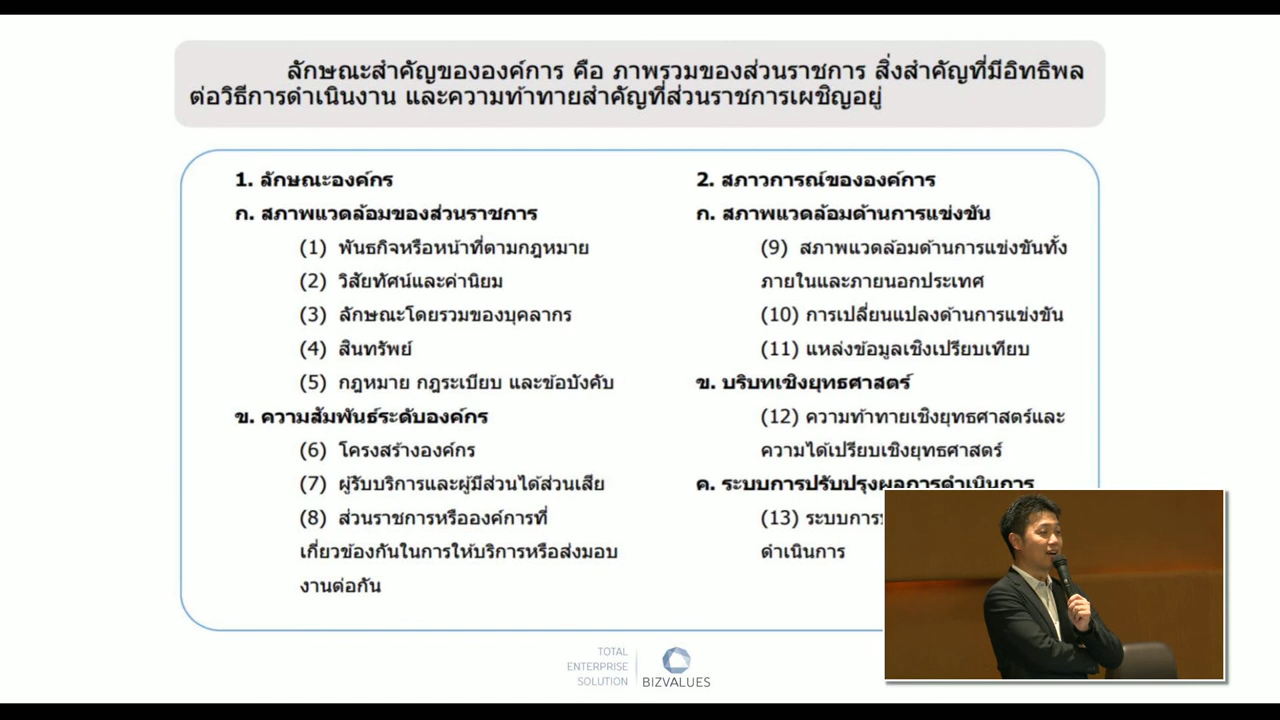 ลักษณะสำคัญขององค์การ คือ ภาพรวมของส่วนราชการ สิ่งสำคัญที่มีอิทธิพล
ต่อวิธีการดำเนินงาน และความท้าทายสำคัญที่ส่วนราชการเผชิญอยู่
1. ลักษณะองค์กร
ก. สภาพแวดล้อมของส่วนราชการ
(1) พันธกิจหรือหน้าที่ตามกฎหมาย
(2) วิสัยทัศน์และค่านิยม
(3) ลักษณะโดยรวมของบุคลากร
(4) สินทรัพย์
(5) กฎหมาย กฎระเบียบ และข้อบังคับ
ข. ความสัมพันธ์ระดับองค์กร
(6) โครงสร้างองค์กร
(7) ผู้รับบริการและผู้มีส่วนได้ส่วนเสีย
(8) ส่วนราชการหรือองค์การที่
เกี่ยวข้องกันในการให้บริการหรือส่งมอบ
งานต่อกัน
2. สภาวการณ์ขององค์การ
ก. สภาพแวดล้อมด้านการแข่งขัน
(9) สภาพแวดล้อมด้านการแข่งขันทั้ง
ภายในและภายนอกประเทศ
(10) การเปลี่ยนแปลงด้านการแข่งขัน
(11) แหล่งข้อมูลเชิงเปรียบเทียบ
ข. บริบทเชิงยุทธศาสตร์
(12) ความท้าทายเชิงยุทธศาสตร์และ
ความได้เปรียบเชิงยุทธศาสตร์
ค. ระบบการปรับปรุงผลการดำเนินการ
(13) ระบบการ
ดำเนินการ
TOTAL
ENTERPRISE
SOLUTION
BIZVALUES